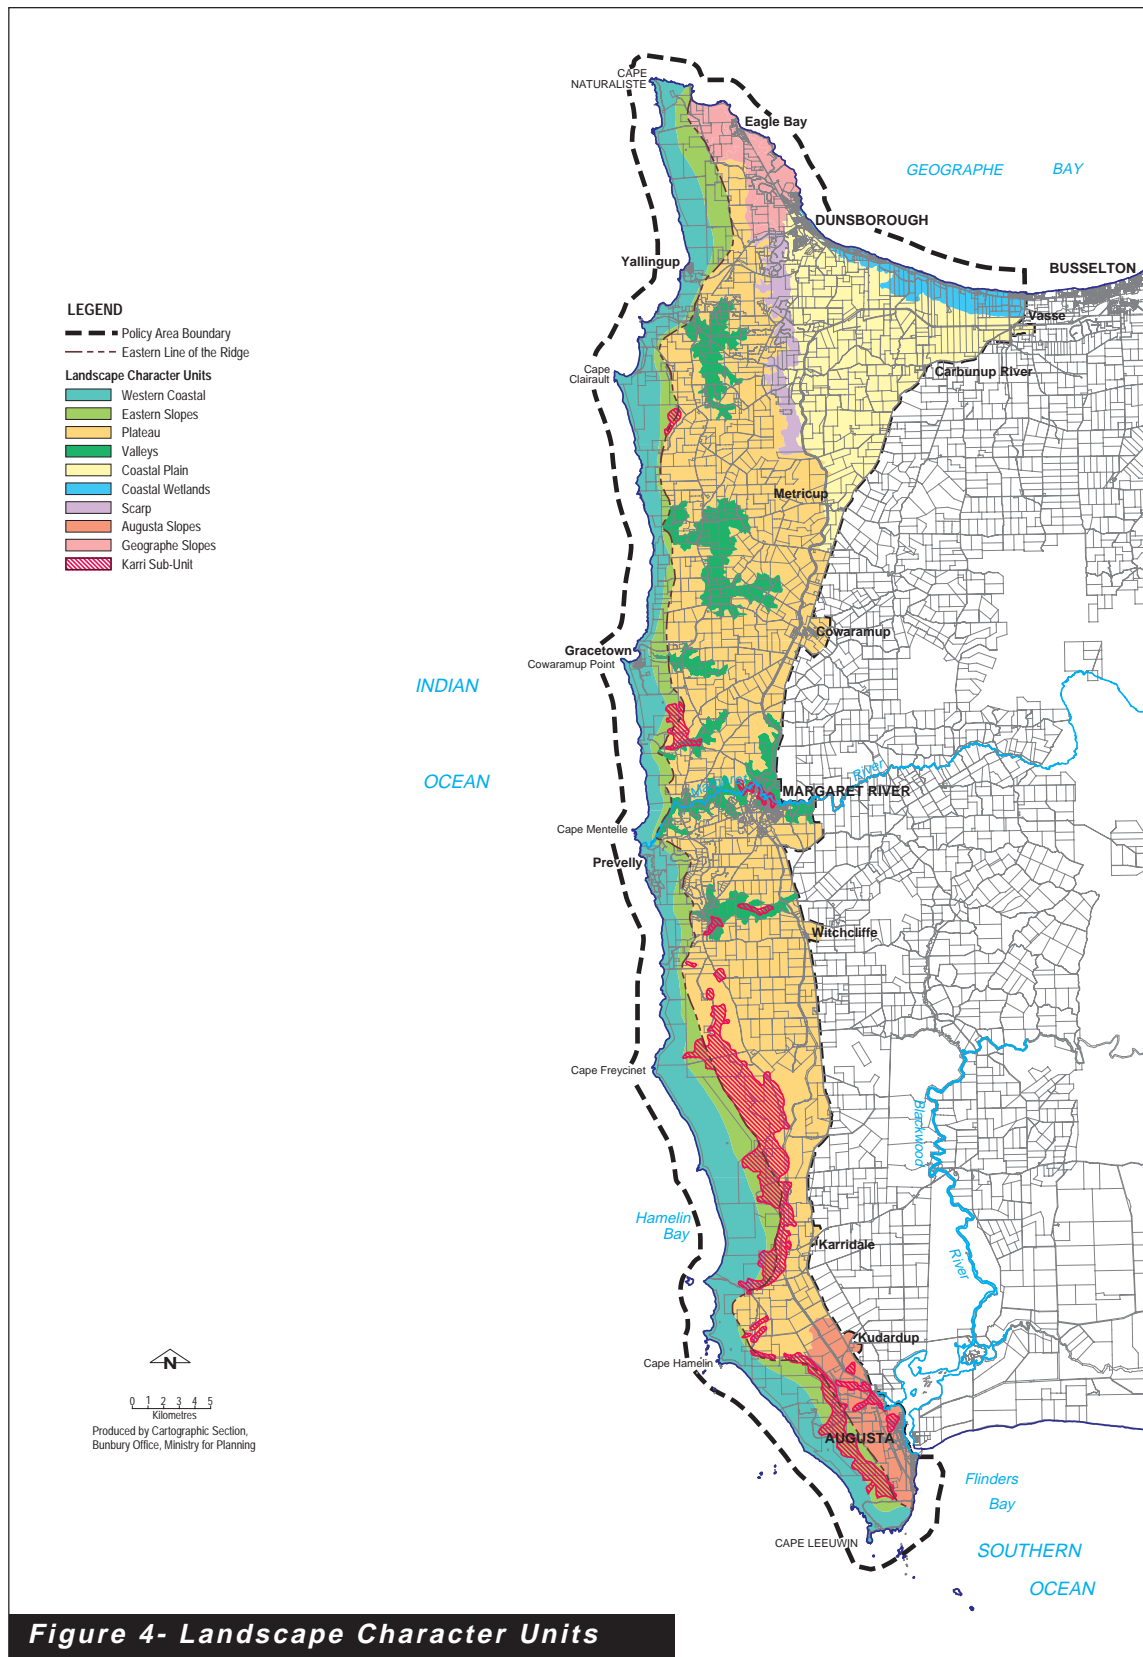 CAPE
NATURALISTE
Eagle Bay
GEOGRAPHE BAY
DUNSBOROUGH
Yallingup
BUSSELTON
LEGEND
Policy Area Boundary
Eastern Line of the Ridge
Landscape Character Units
Western Coastal
Eastern Slopes
Plateau
Valleys
Coastal Plain
Coastal Wetlands
Scarp
Augusta Slopes
Geographe Slopes
Karri Sub-Unit
Vasse
Cape
Clairault
Carbunup River
Metricup
Cowaramup
Gracetown
Cowaramup Point
INDIAN
OCEAN
Margaret River
MARGARET RIVER
Cape Mentelle
Prevelly
Witchcliffe
Cape Freycinet
Blackwood
River
Hamelin
Bay
Karridale
Kudardup
Cape Hamelin
N
0 1 2 3 4 5
Kilometres
Produced by Cartographic Section,
Bunbury Office, Ministry for Planning
AUGUSTA
Flinders
Bay
CAPE LEEUWIN
SOUTHERN
OCEAN
Figure 4- Landscape Character Units